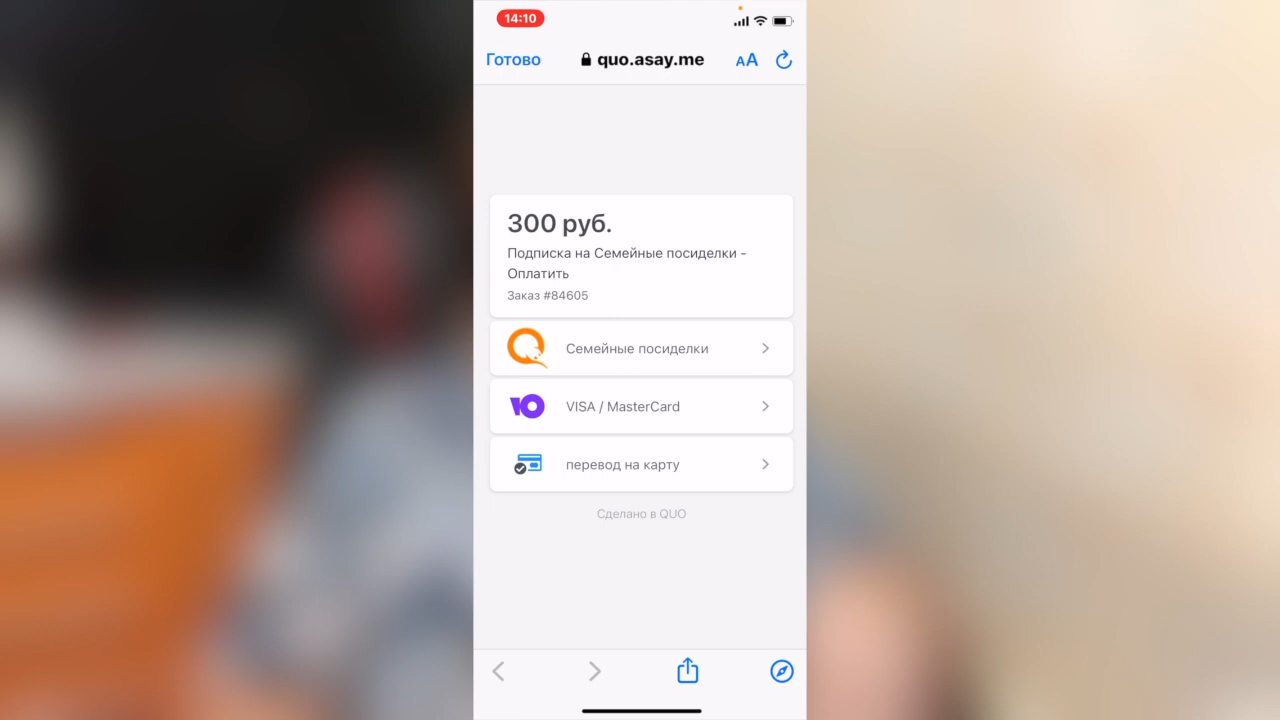 14:10
Готово
quo.asay.me
AA
300 руб.
Подписка на Семейные посиделки -
Оплатить
Заказ #84605
Семейные посиделки
VISA / MasterCard
перевод на карту
Сделано в QUO